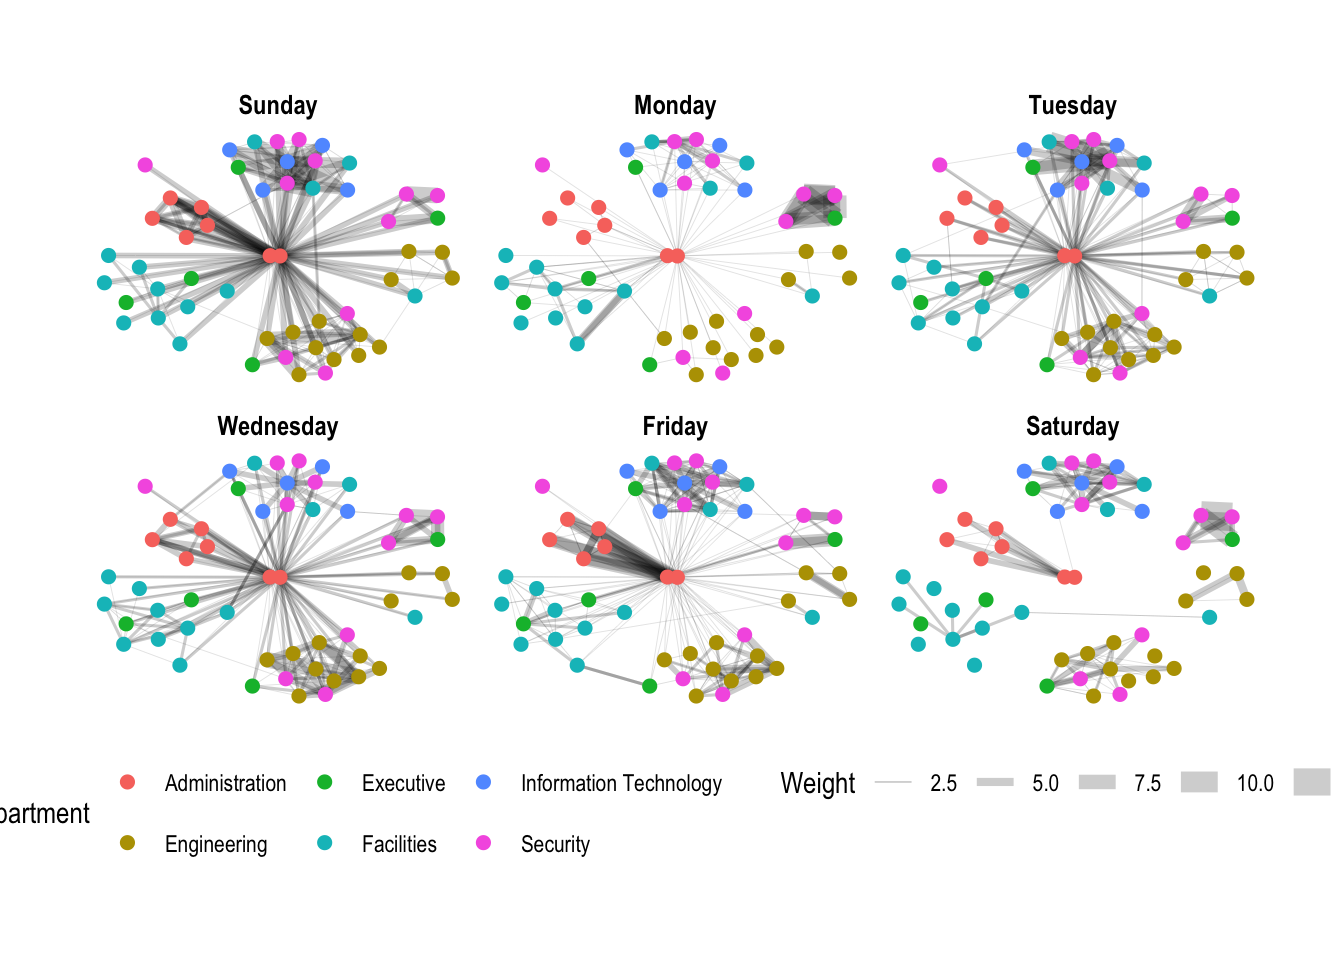 Sunday
Monday
Tuesday
Wednesday
Friday
Saturday
partment
Administration
Executive
Information Technology
Engineering
Facilities
Security
Weight
2.5
5.0
7.5
10.0